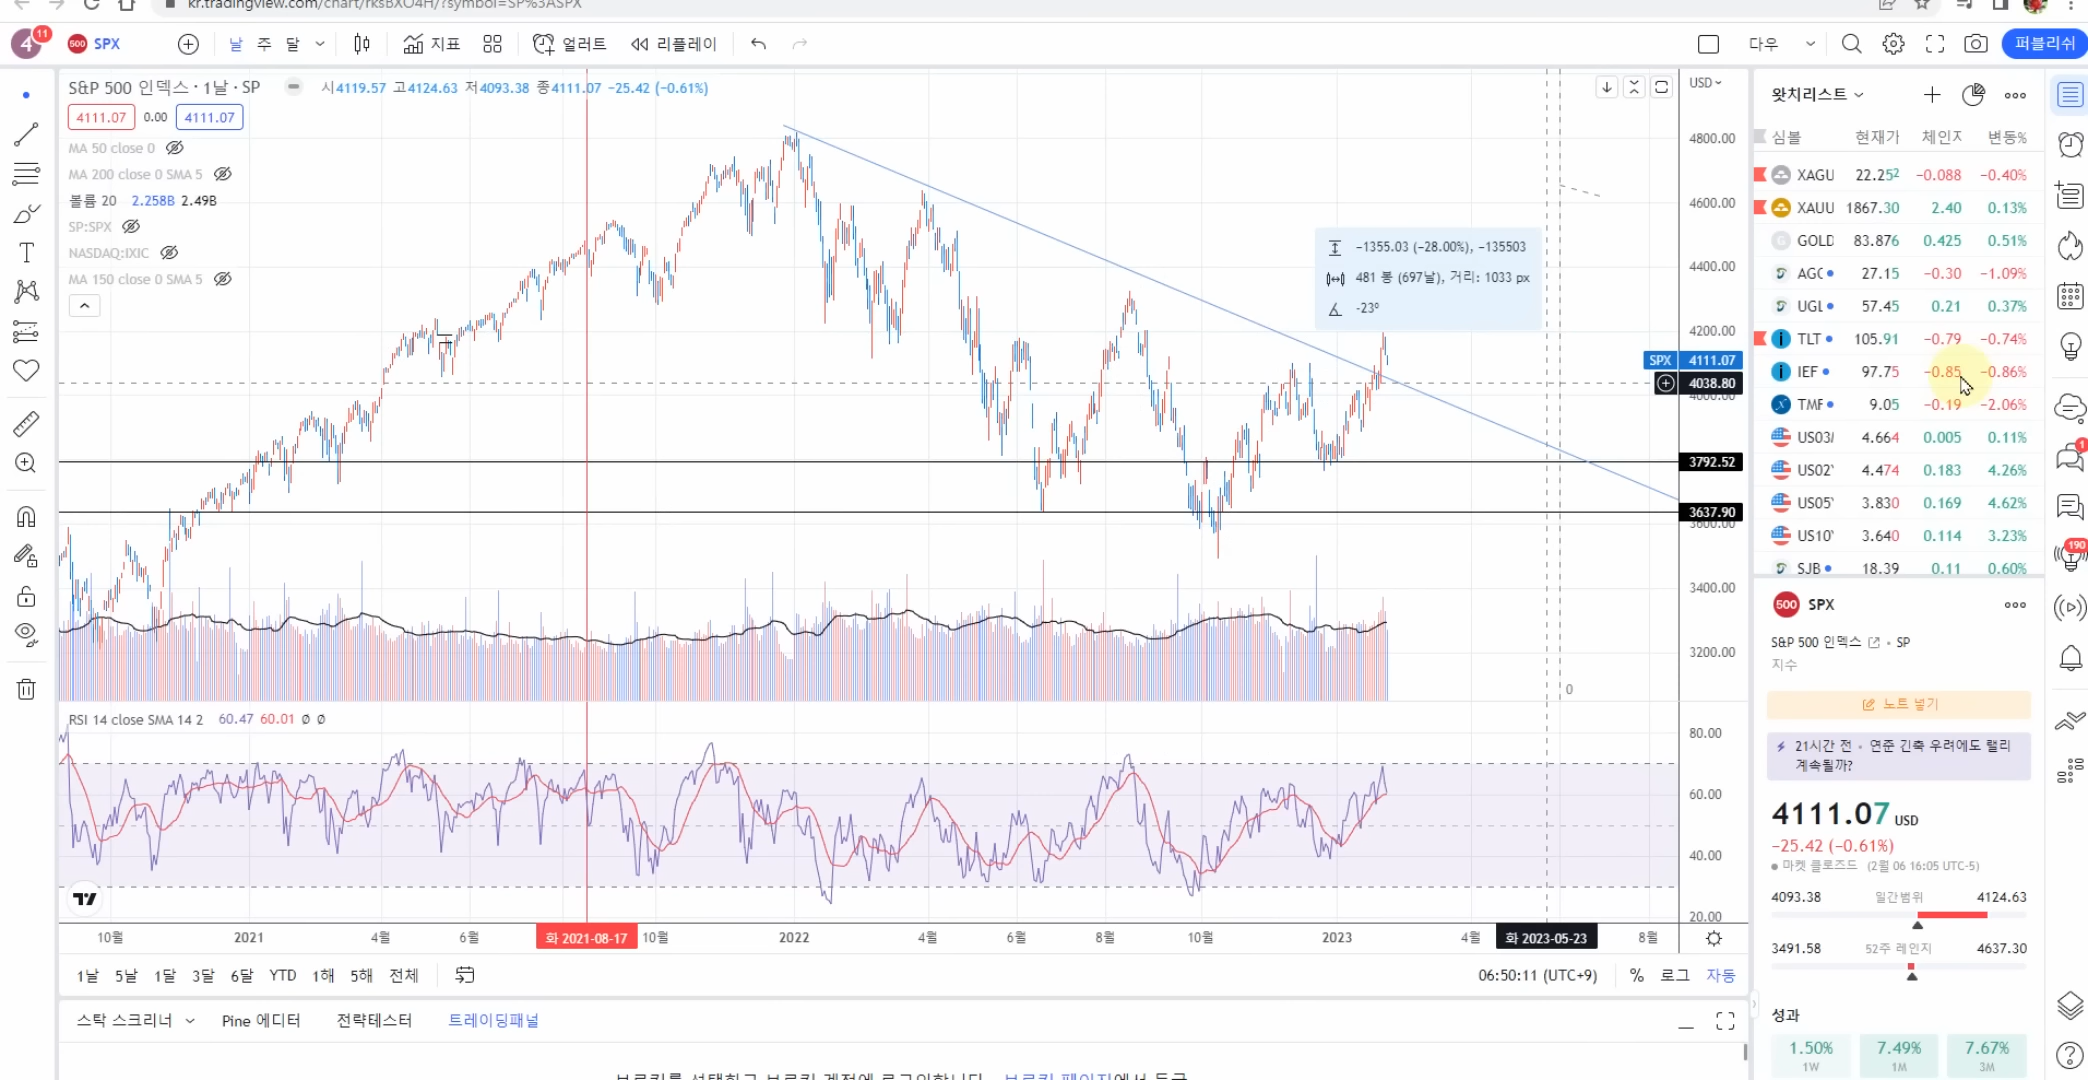 kr.tradingview.com/chart/rksBXO4H/?symbol=SP%3ASPX
4 11 500 SPX 날 주 달 지표 얼러트 리플레이 다우 퍼블리쉬
S&P 500 인덱스 · 1날 · SP 시4119.57 고4124.63 저4093.38 종4111.07 −25.42 (−0.61%)
4111.07 0.00 4111.07
MA 50 close 0
MA 200 close 0 SMA 5
볼륨 20 2.258B 2.49B
SP:SPX
NASDAQ:IXIC
MA 150 close 0 SMA 5
−1355.03 (−28.00%), −135503
481 봉 (697날), 거리: 1033 px
-23º
USD
4800.00
4600.00
4400.00
4200.00
SPX 4111.07
4038.80
4000.00
3792.52
3637.90
3600.00
3400.00
3200.00
0
RSI 14 close SMA 14 2 60.47 60.01 Ø Ø
80.00
60.00
40.00
20.00
10월 2021 4월 6월 화 2021-08-17 10월 2022 4월 6월 8월 10월 2023 4월 화 2023-05-23 8월
1날 5날 1달 3달 6달 YTD 1해 5해 전체 06:50:11 (UTC+9) % 로그 자동
스탁 스크리너 Pine 에디터 전략테스터 트레이딩패널
왓치리스트
심볼 현재가 체인지 변동%
XAGU 22.252 −0.088 −0.40%
XAUU 1867.30 2.40 0.13%
GOLD 83.876 0.425 0.51%
AGC 27.15 −0.30 −1.09%
UGL 57.45 0.21 0.37%
TLT 105.91 −0.79 −0.74%
IEF 97.75 −0.85 −0.86%
TMF 9.05 −0.19 −2.06%
US03 4.664 0.005 0.11%
US02 4.474 0.183 4.26%
US05 3.830 0.169 4.62%
US10 3.640 0.114 3.23%
SJB 18.39 0.11 0.60%
500 SPX
S&P 500 인덱스 • SP
지수
노트 넣기
21시간 전 • 연준 긴축 우려에도 랠리
계속될까?
4111.07 USD
−25.42 (−0.61%)
마켓 클로즈드 (2월 06 16:05 UTC-5)
4093.38 일간범위 4124.63
3491.58 52주 레인지 4637.30
성과
1.50% 7.49% 7.67%
1W 1M 3M
1
190